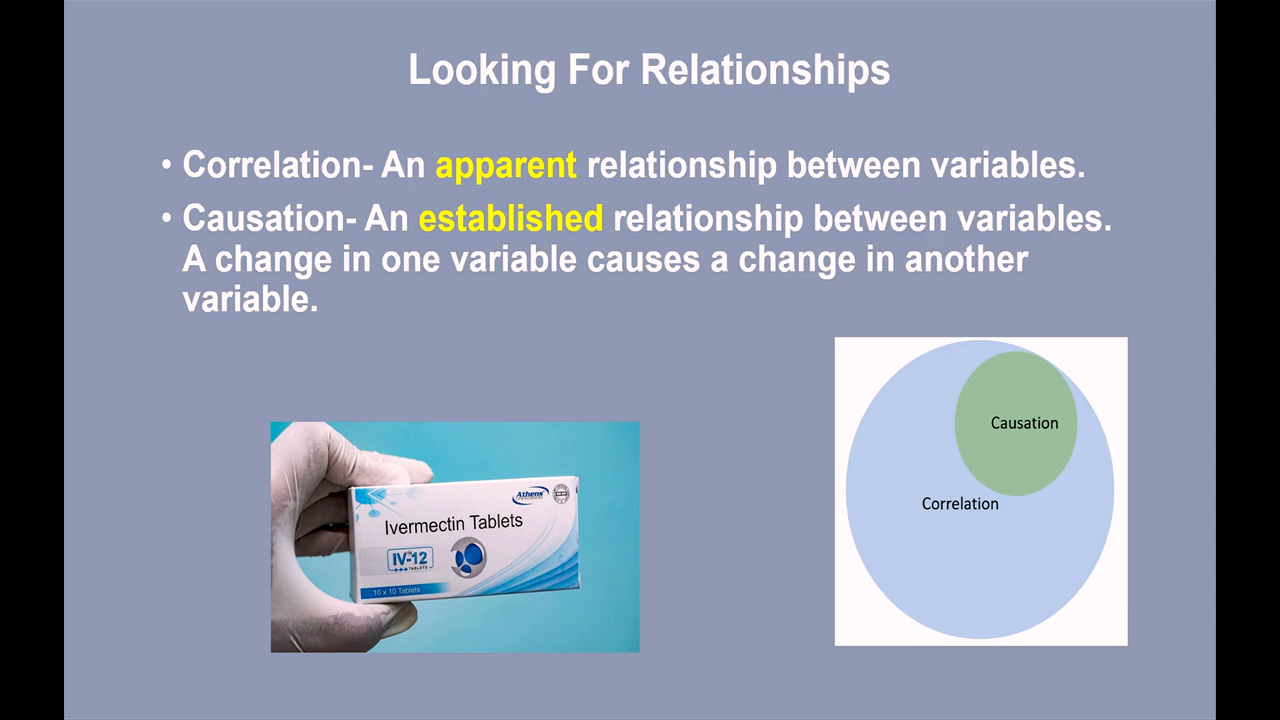 Looking For Relationships
• Correlation- An apparent relationship between variables.
• Causation- An established relationship between variables.
A change in one variable causes a change in another
variable.
Causation
Correlation
Athens
Ivermectin Tablets
IV-12
TABLETS
10 x 10 Tablets